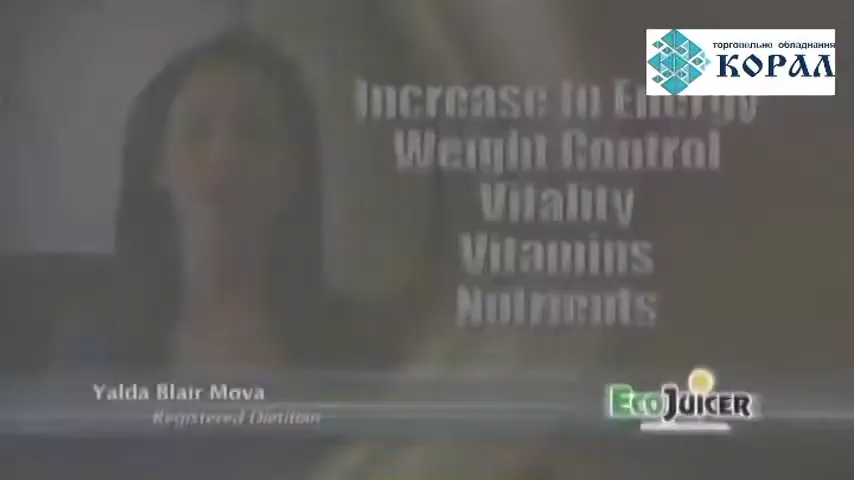 торговельне обладнання
КОРАЛ
Increase in Energy
Weight Control
Vitality
Vitamins
Nutrients
Yalda Blair Mova
Registered Dietitian
ECOJUICER